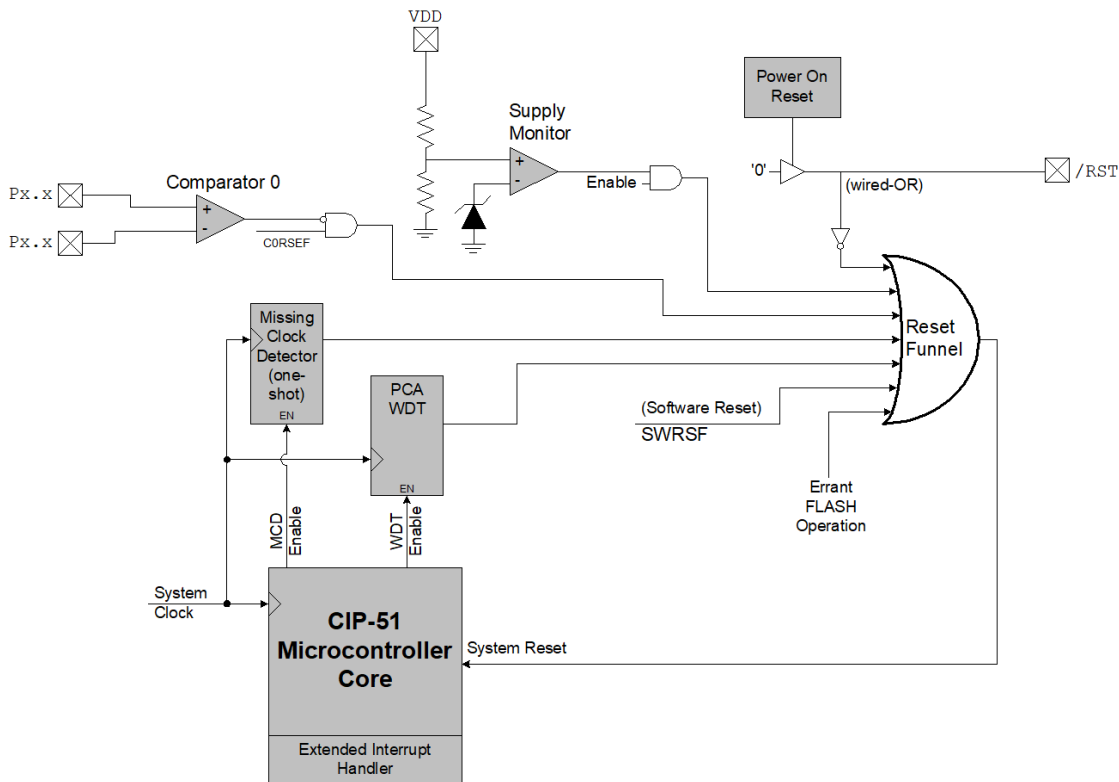 VDD
Power On
Reset
Supply
Monitor
+
-
Enable
'0'
(wired-OR)
/RST
Px.x
Px.x
Comparator 0
+
-
C0RSEF
Missing
Clock
Detector
(one-
shot)
EN
PCA
WDT
EN
Reset
Funnel
(Software Reset)
SWRSF
Errant
FLASH
Operation
MCD
Enable
WDT
Enable
System
Clock
CIP-51
Microcontroller
Core
System Reset
Extended Interrupt
Handler